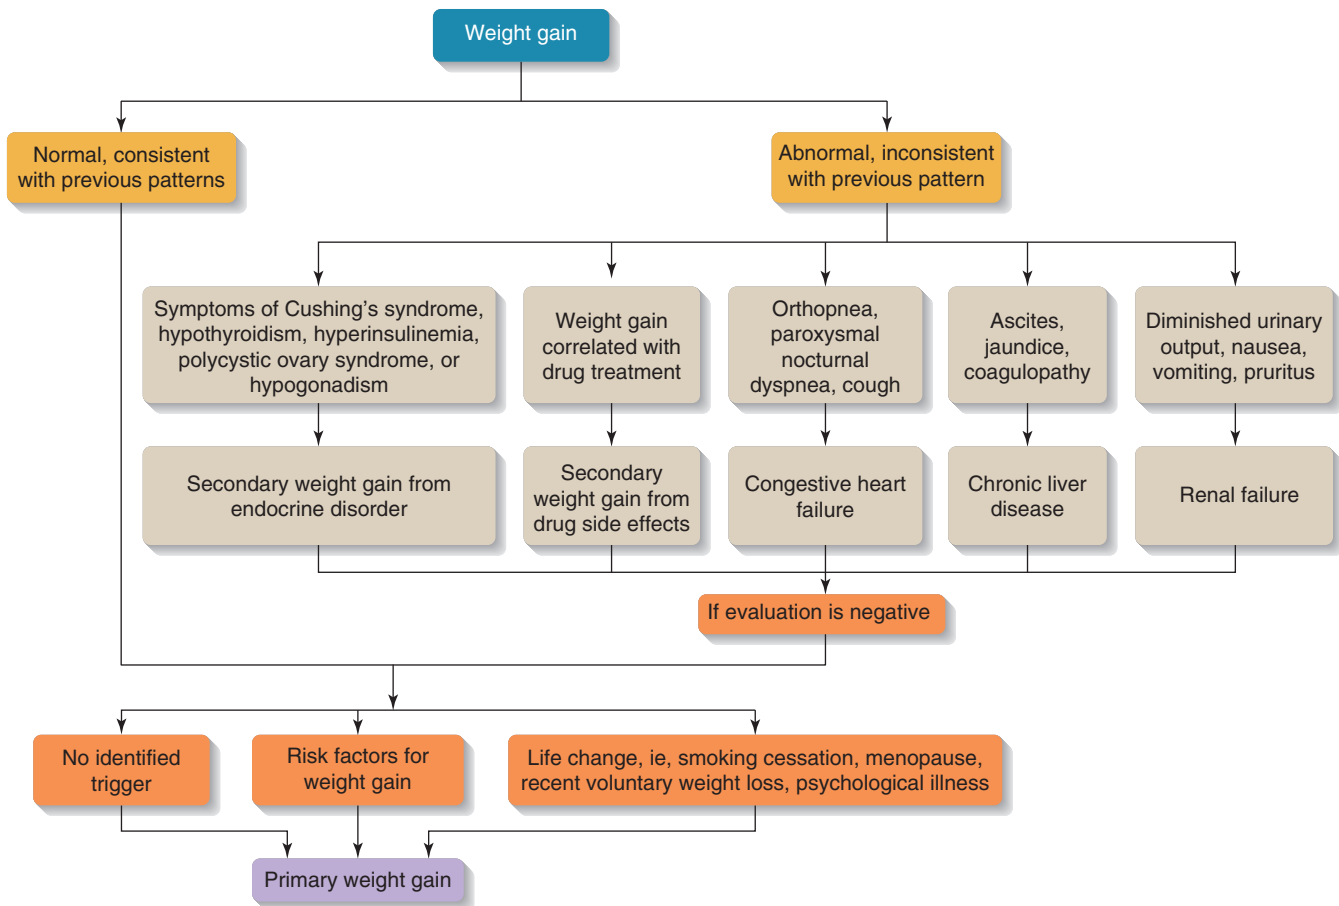 Weight gain
Normal, consistent
with previous patterns
Abnormal, inconsistent
with previous pattern
Symptoms of Cushing’s syndrome,
hypothyroidism, hyperinsulinemia,
polycystic ovary syndrome, or
hypogonadism
Weight gain
correlated with
drug treatment
Orthopnea,
paroxysmal
nocturnal
dyspnea, cough
Ascites,
jaundice,
coagulopathy
Diminished urinary
output, nausea,
vomiting, pruritus
Secondary weight gain from
endocrine disorder
Secondary
weight gain from
drug side effects
Congestive heart
failure
Chronic liver
disease
Renal failure
If evaluation is negative
No identified
trigger
Risk factors for
weight gain
Life change, ie, smoking cessation, menopause,
recent voluntary weight loss, psychological illness
Primary weight gain